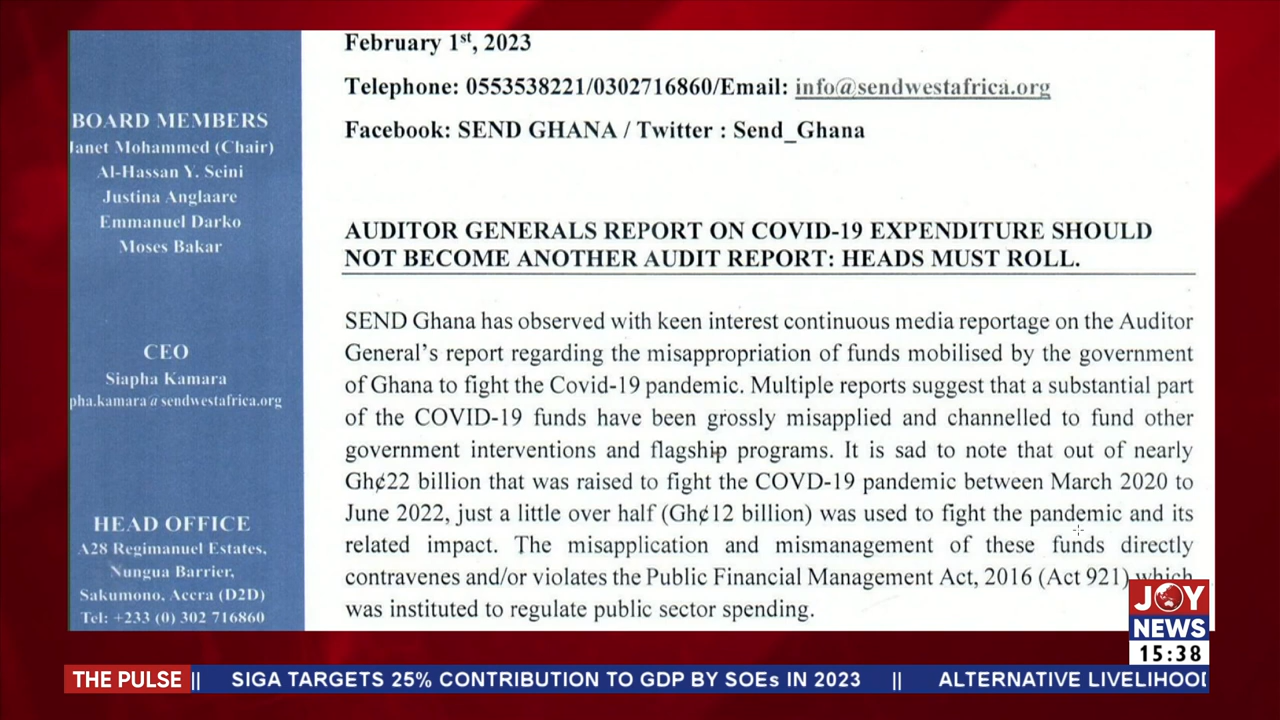 February 1st, 2023
Telephone: 0553538221/0302716860/Email: info@sendwestafrica.org
Facebook: SEND GHANA / Twitter : Send_Ghana
BOARD MEMBERS
Janet Mohammed (Chair)
Al-Hassan Y. Seini
Justina Anglaare
Emmanuel Darko
Moses Bakar
CEO
Siapha Kamara
pha.kamara@sendwestafrica.org
HEAD OFFICE
A28 Regimanuel Estates,
Nungua Barrier,
Sakumono, Accra (D2D)
Tel: +233 (0) 302 716860
AUDITOR GENERALS REPORT ON COVID-19 EXPENDITURE SHOULD
NOT BECOME ANOTHER AUDIT REPORT: HEADS MUST ROLL.
SEND Ghana has observed with keen interest continuous media reportage on the Auditor
General's report regarding the misappropriation of funds mobilised by the government
of Ghana to fight the Covid-19 pandemic. Multiple reports suggest that a substantial part
of the COVID-19 funds have been grossly misapplied and channelled to fund other
government interventions and flagship programs. It is sad to note that out of nearly
Gh¢22 billion that was raised to fight the COVD-19 pandemic between March 2020 to
June 2022, just a little over half (Gh¢12 billion) was used to fight the pandemic and its
related impact. The misapplication and mismanagement of these funds directly
contravenes and/or violates the Public Financial Management Act, 2016 (Act 921) which
was instituted to regulate public sector spending.
JOY
NEWS
15:38
THE PULSE || SIGA TARGETS 25% CONTRIBUTION TO GDP BY SOEs IN 2023 || ALTERNATIVE LIVELIHOOD